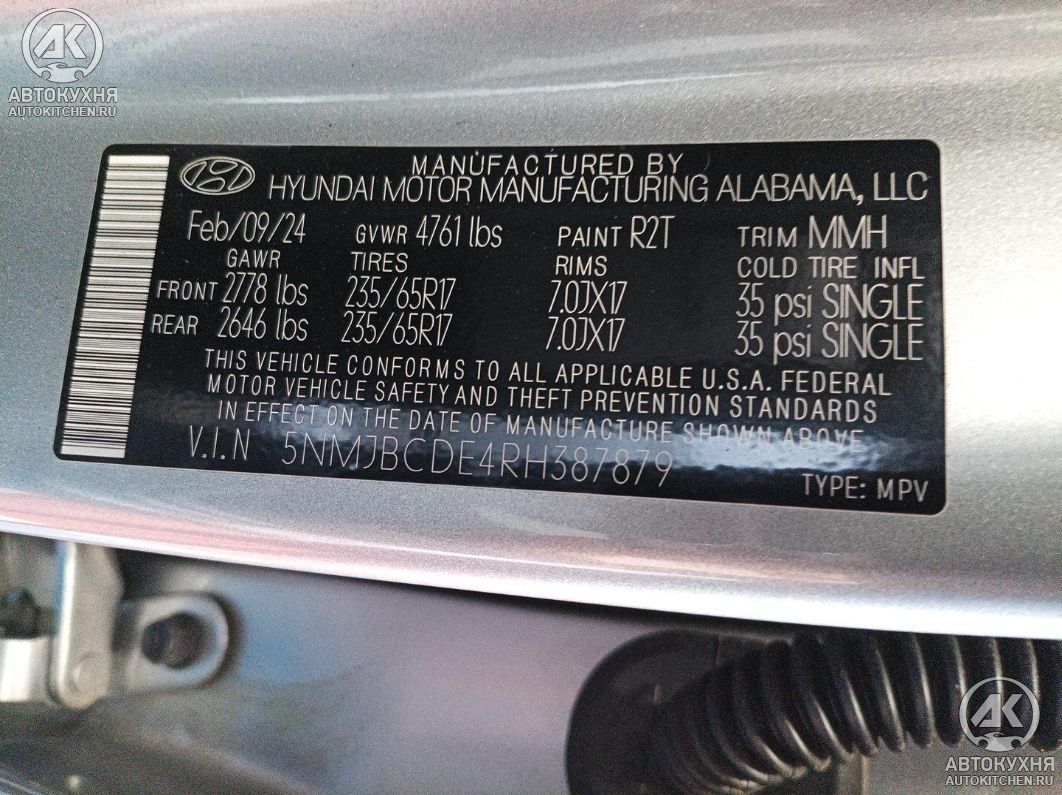 АК
АВТОКУХНЯ
AUTOKITCHEN.RU
MANUFACTURED BY
HYUNDAI MOTOR MANUFACTURING ALABAMA, LLC
Feb/09/24 GVWR 4761 lbs PAINT R2T TRIM MMH
GAWR TIRES RIMS COLD TIRE INFL
FRONT 2778 lbs 235/65R17 7.0JX17 35 psi SINGLE
REAR 2646 lbs 235/65R17 7.0JX17 35 psi SINGLE
THIS VEHICLE CONFORMS TO ALL APPLICABLE U.S.A. FEDERAL
MOTOR VEHICLE SAFETY AND THEFT PREVENTION STANDARDS
IN EFFECT ON THE DATE OF MANUFACTURE SHOWN ABOVE
V.I.N 5NMJBCDE4RH387879
TYPE: MPV
АК
АВТОКУХНЯ
AUTOKITCHEN.RU